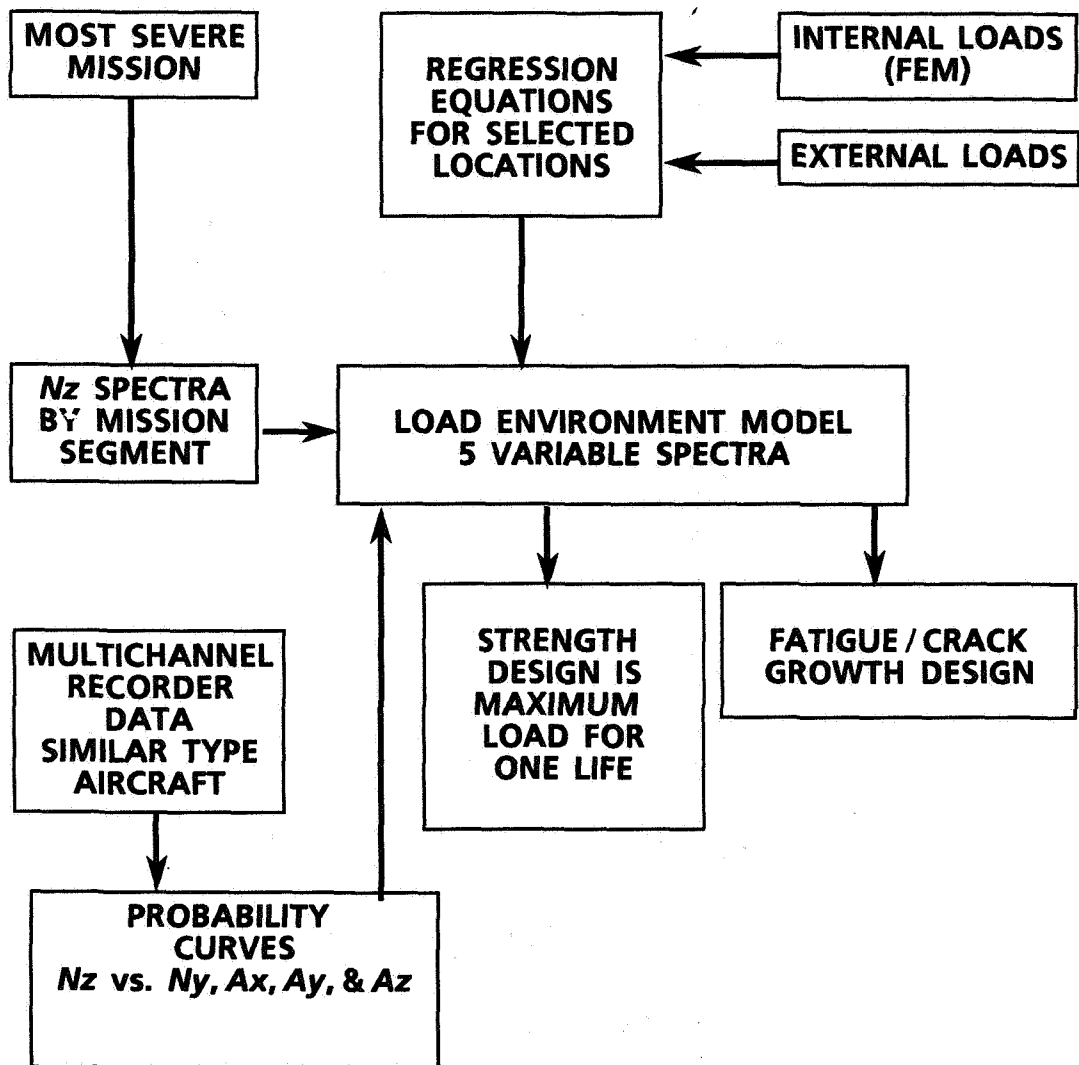 MOST SEVERE
MISSION
REGRESSION
EQUATIONS
FOR SELECTED
LOCATIONS
INTERNAL LOADS
(FEM)
EXTERNAL LOADS
Nz SPECTRA
BY MISSION
SEGMENT
LOAD ENVIRONMENT MODEL
5 VARIABLE SPECTRA
MULTICHANNEL
RECORDER
DATA
SIMILAR TYPE
AIRCRAFT
STRENGTH
DESIGN IS
MAXIMUM
LOAD FOR
ONE LIFE
FATIGUE / CRACK
GROWTH DESIGN
PROBABILITY
CURVES
Nz vs. Ny, Ax, Ay, & Az